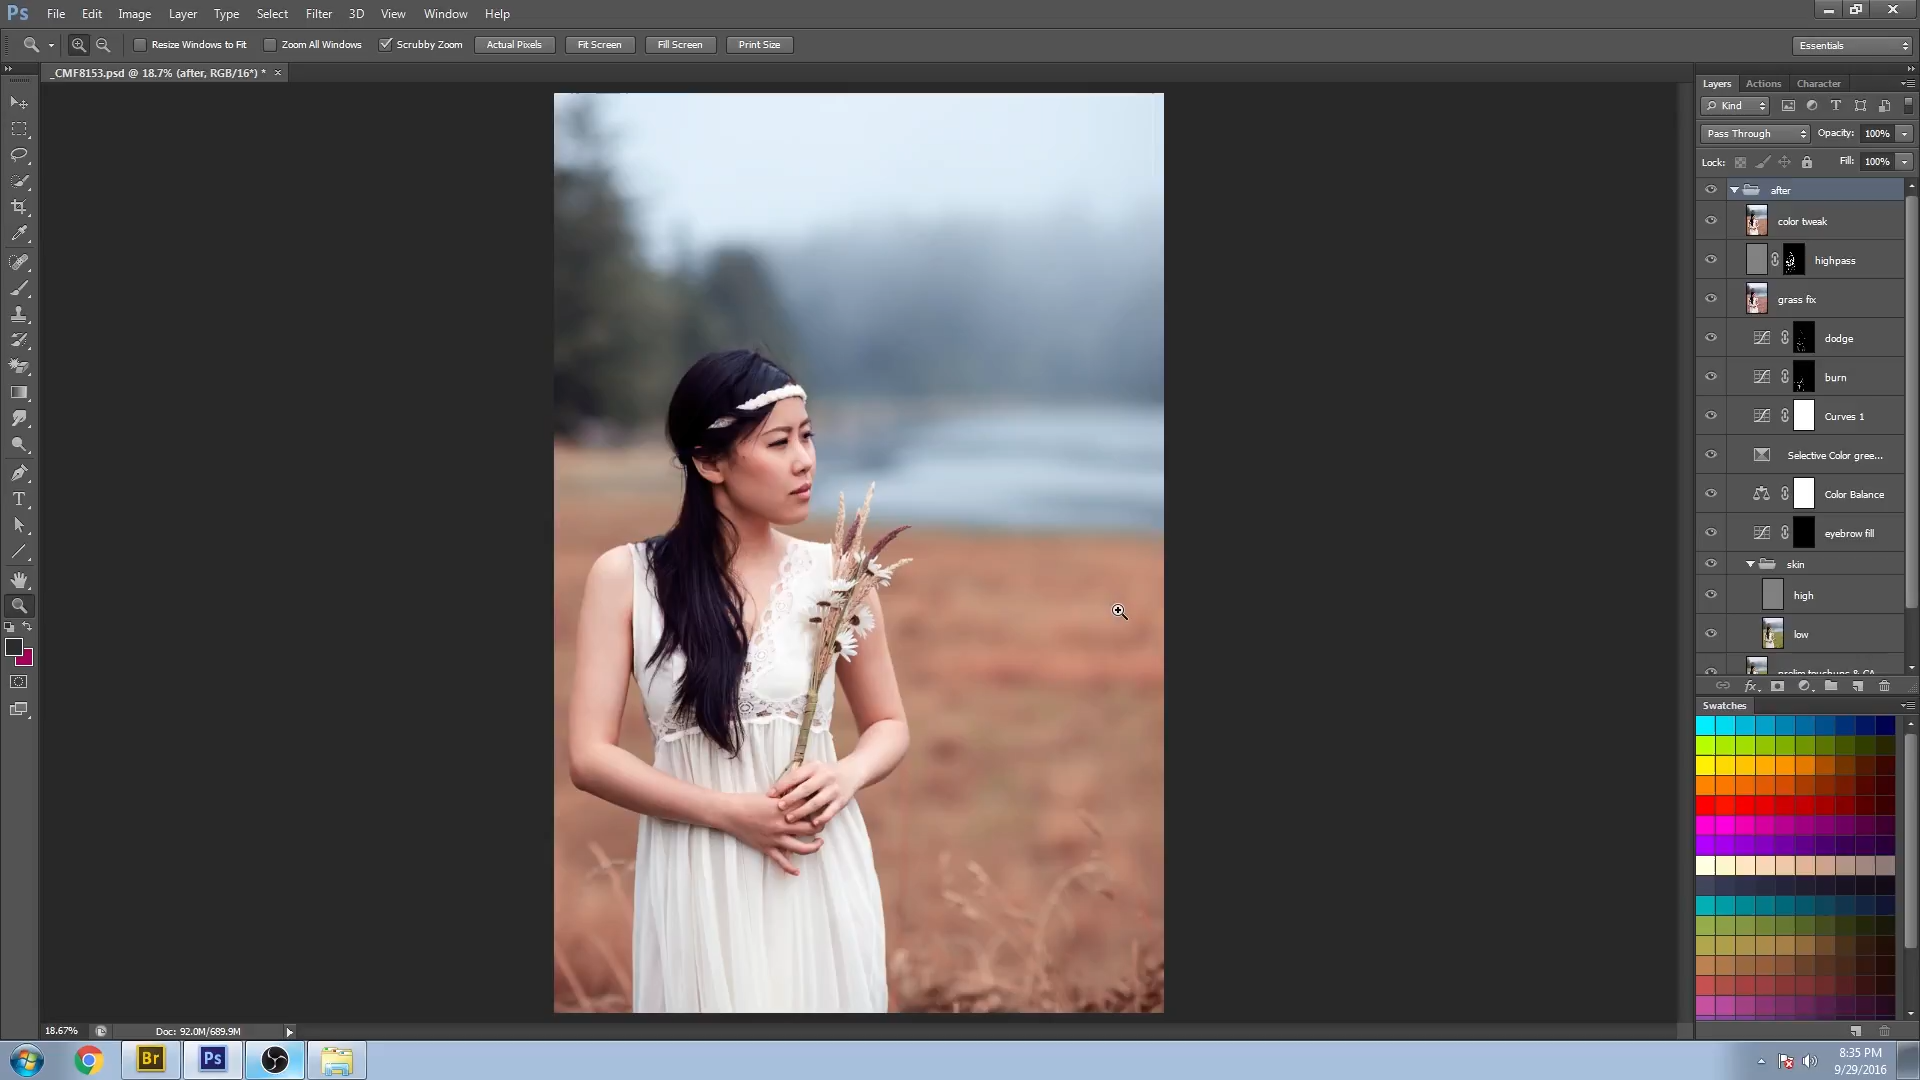 Ps File Edit Image Layer Type Select Filter 3D View Window Help
Resize Windows to Fit Zoom All Windows Scrubby Zoom Actual Pixels Fit Screen Fill Screen Print Size Essentials
_CMF8153.psd @ 18.7% (after, RGB/16*) * ×
Layers Actions Character
Kind T
Pass Through Opacity: 100%
Lock: Fill: 100%
after
color tweak
highpass
grass fix
dodge
burn
Curves 1
Selective Color gree...
Color Balance
eyebrow fill
skin
high
low
prelim touchups & CA
fx
Swatches
T
18.67% Doc: 92.0M/689.9M
Br Ps
8:35 PM
9/29/2016